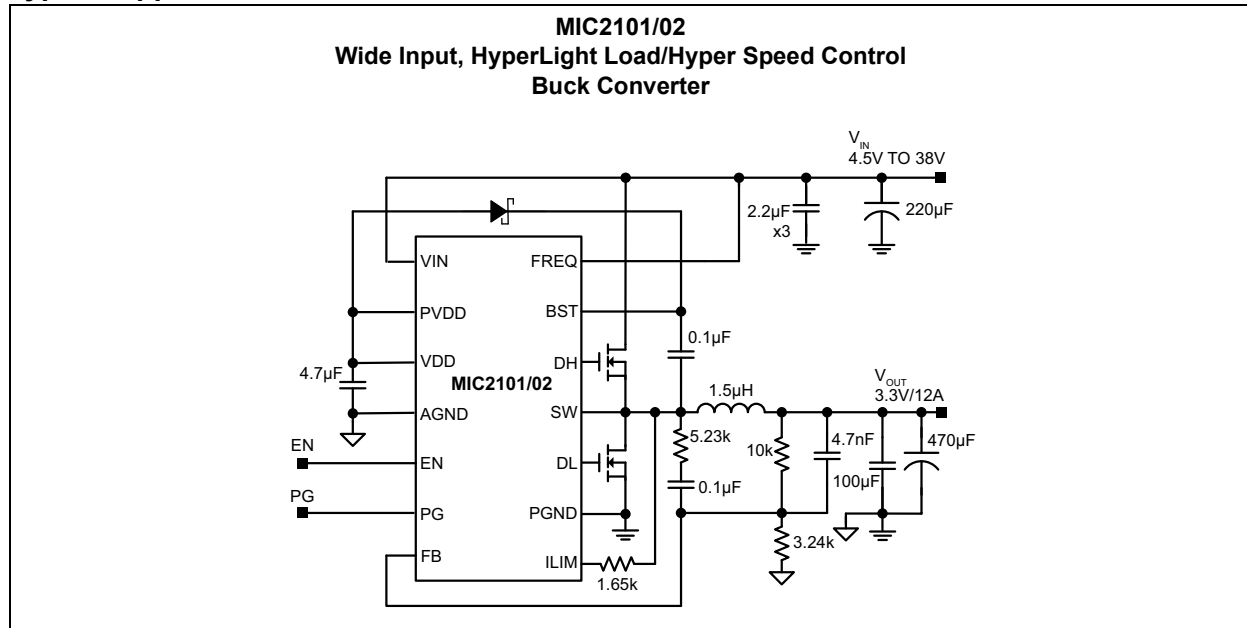 MIC2101/02
Wide Input, HyperLight Load/Hyper Speed Control
Buck Converter
V_IN
4.5V TO 38V
2.2µF
x3
220µF
VIN
FREQ
PVDD
BST
0.1µF
VDD
DH
4.7µF
MIC2101/02
1.5µH
V_OUT
3.3V/12A
AGND
SW
5.23k
10k
4.7nF
470µF
EN
EN
DL
0.1µF
100µF
PG
PG
PGND
FB
ILIM
1.65k
3.24k